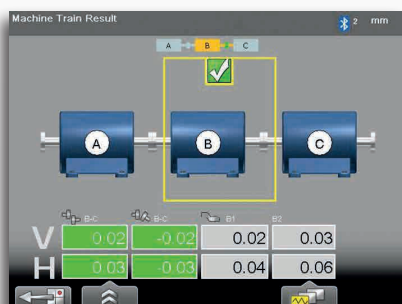 Machine Train Result 2 mm
A B C
A B C
B-C B-C B1 B2
V 0.02 -0.02 0.02 0.03
H 0.03 -0.03 0.04 0.06